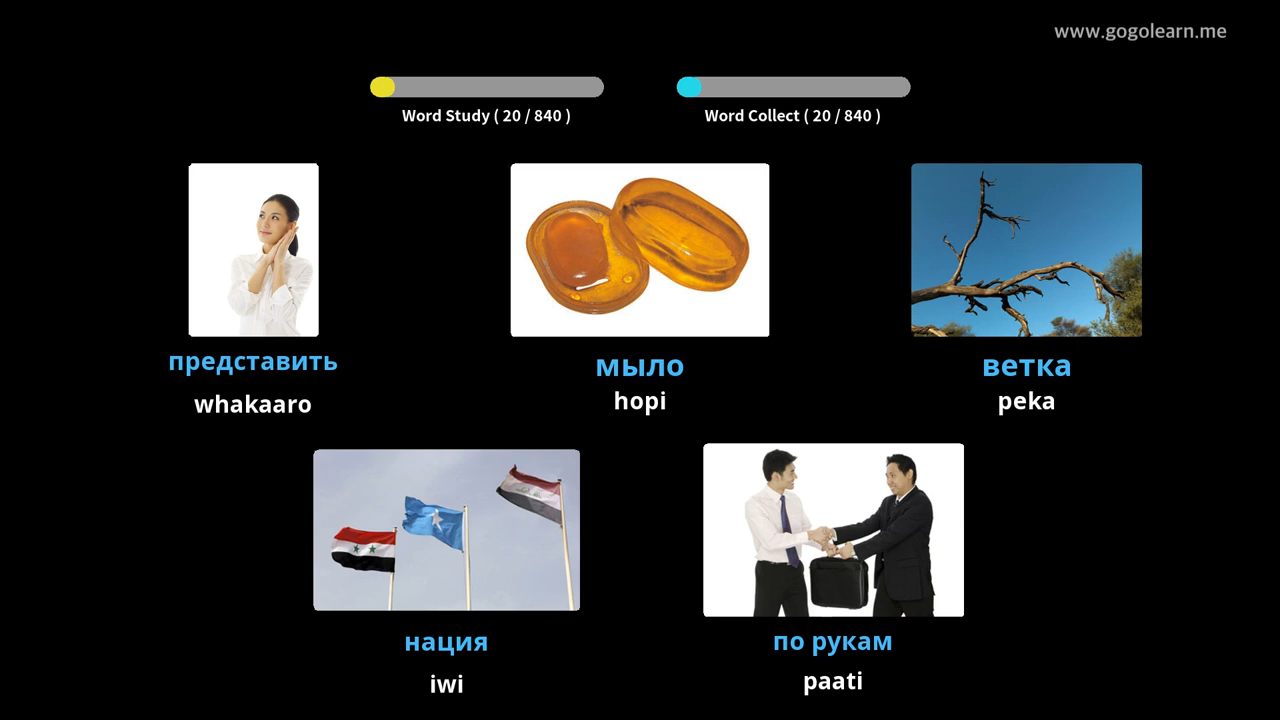 www.gogolearn.me
Word Study ( 20 / 840 )
Word Collect ( 20 / 840 )
представить
whakaaro
мыло
hopi
ветка
peka
нация
iwi
по рукам
paati